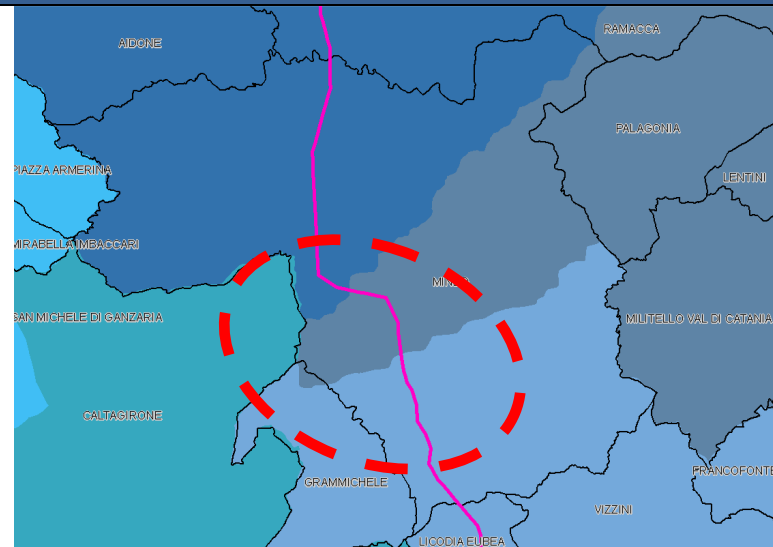 RAMACCA
AIDONE
PALAGONIA
PIAZZA ARMERINA
LENTINI
MIRABELLA IMBACCARI
SAN MICHELE DI GANZARIA
MILITELLO VAL DI CATANIA
CALTAGIRONE
FRANCOFONTE
GRAMMICHELE
VIZZINI
LICODIA EUBEA